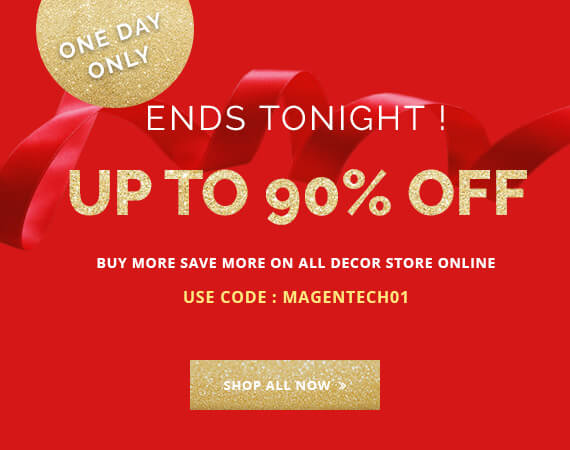 ONE DAY
ONLY
ENDS TONIGHT !
UP TO 90% OFF
BUY MORE SAVE MORE ON ALL DECOR STORE ONLINE
USE CODE : MAGENTECH01
SHOP ALL NOW »